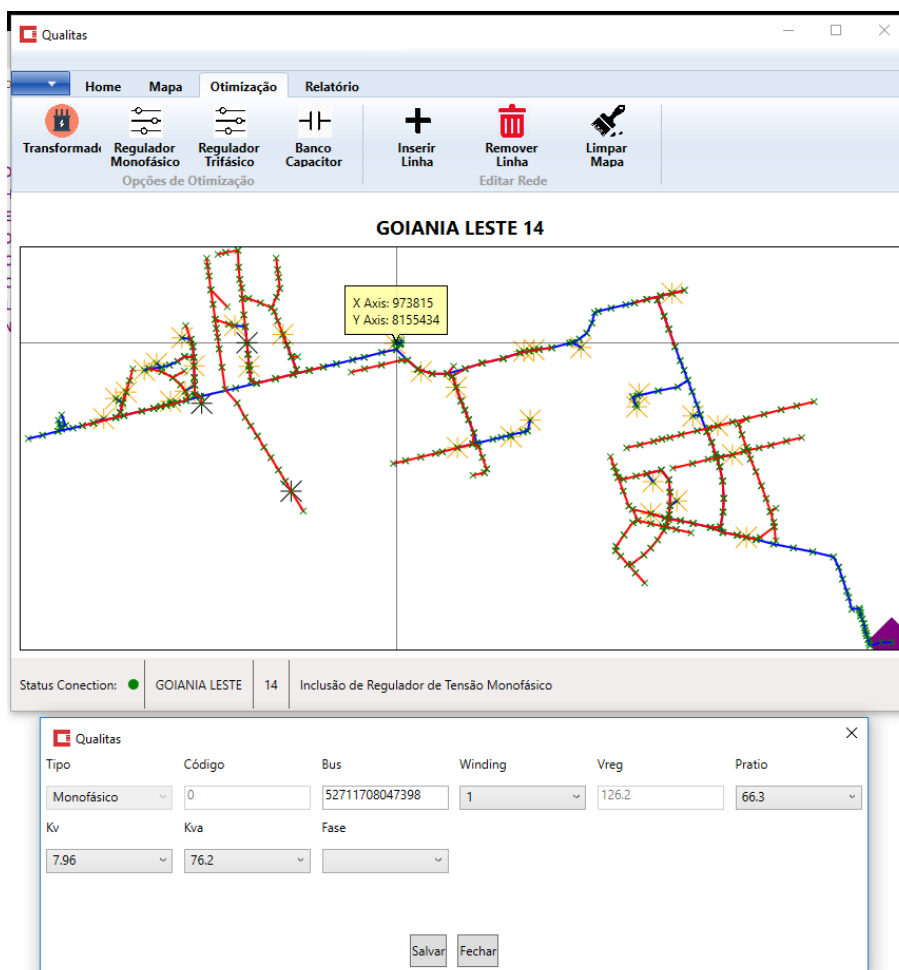 Qualitas
Home Mapa Otimização Relatório
Transformado Regulador Monofásico Regulador Trifásico Banco Capacitor Inserir Linha Remover Linha Limpar Mapa
Opções de Otimização Editar Rede
GOIANIA LESTE 14
X Axis: 973815
Y Axis: 8155434
Status Conection: GOIANIA LESTE 14 Inclusão de Regulador de Tensão Monofásico
Qualitas
Tipo Código Bus Winding Vreg Pratio
Monofásico 0 52711708047398 1 126.2 66.3
Kv Kva Fase
7.96 76.2
Salvar Fechar